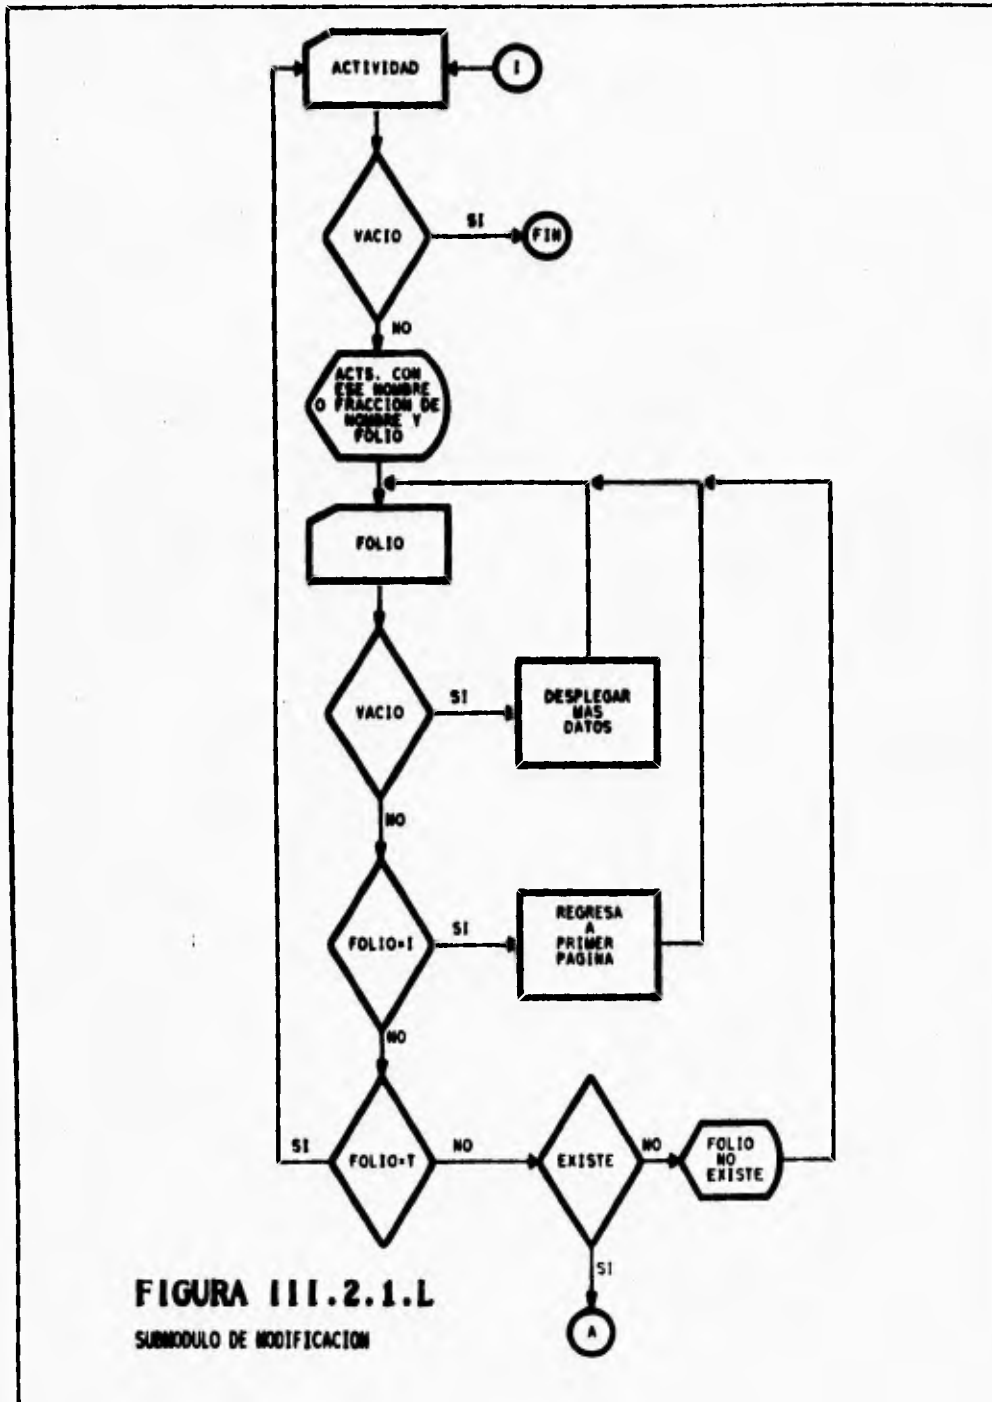 ACTIVIDAD
I
VACIO
SI
FIN
NO
ACTS. CON
ESE NOMBRE
O FRACCION DE
NOMBRE Y
FOLIO
FOLIO
VACIO
SI
DESPLEGAR
MAS
DATOS
NO
FOLIO=I
SI
REGRESA
A
PRIMER
PAGINA
NO
SI
FOLIO=T
NO
EXISTE
NO
FOLIO
NO
EXISTE
SI
A
FIGURA III.2.1.L
SUBMODULO DE MODIFICACION